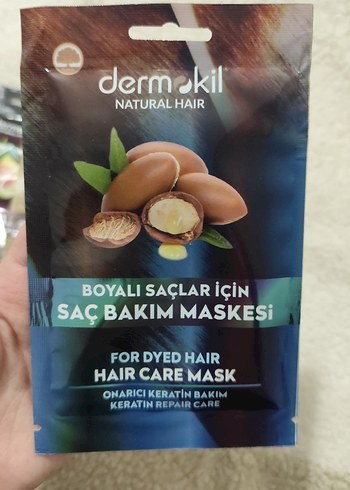 dermokil
NATURAL HAIR
BOYALI SAÇLAR İÇİN
SAÇ BAKIM MASKESİ
FOR DYED HAIR
HAIR CARE MASK
ONARICI KERATİN BAKIM
KERATIN REPAIR CARE